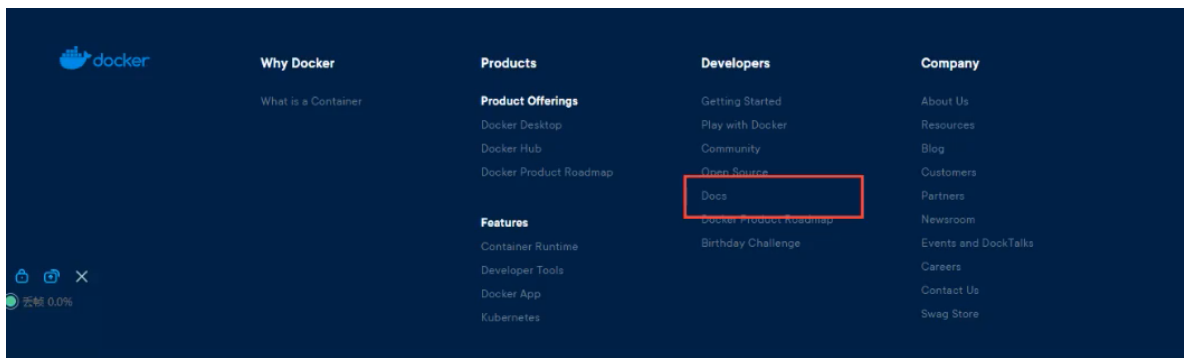 docker
Why Docker
What is a Container
Products
Product Offerings
Docker Desktop
Docker Hub
Docker Product Roadmap
Features
Container Runtime
Developer Tools
Docker App
Kubernetes
Developers
Getting Started
Play with Docker
Community
Open Source
Docs
Docker Product Roadmap
Birthday Challenge
Company
About Us
Resources
Blog
Customers
Partners
Newsroom
Events and DockTalks
Careers
Contact Us
Swag Store
丢帧 0.0%